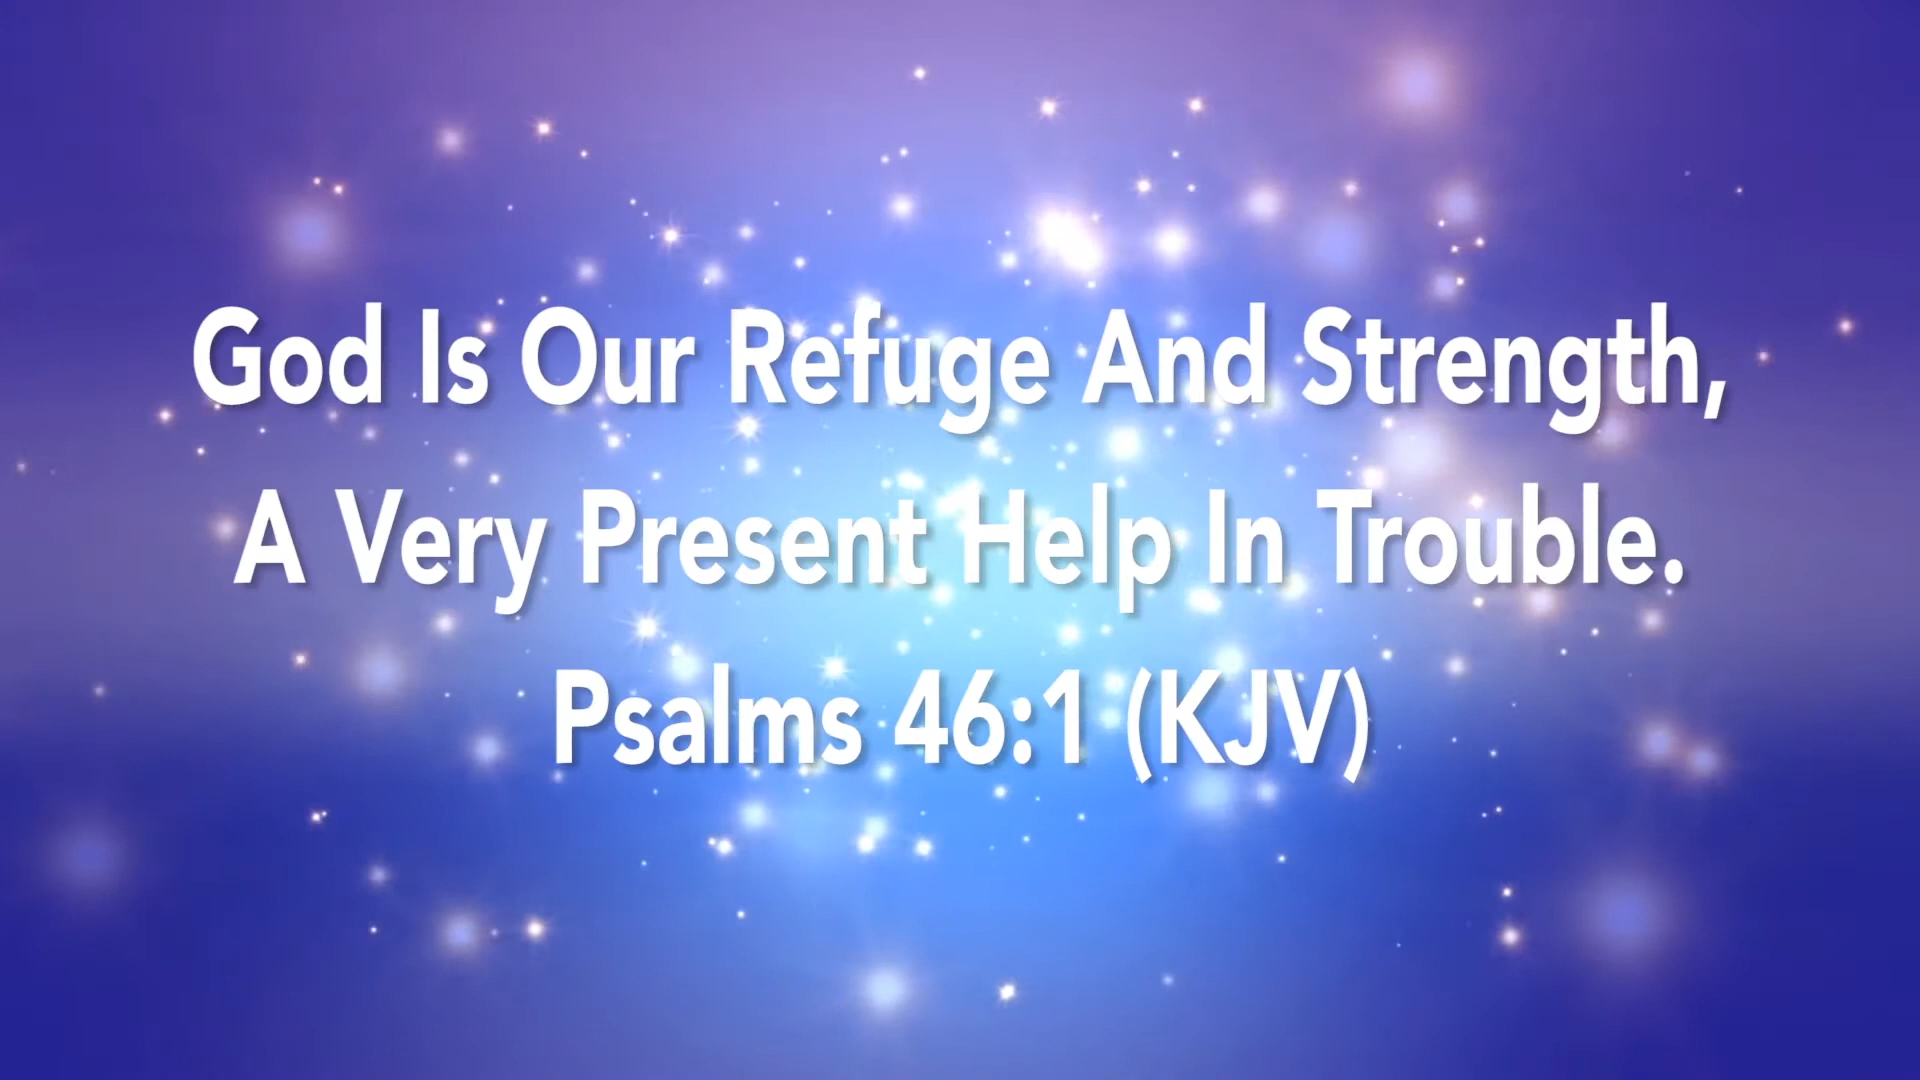 God Is Our Refuge And Strength,
A Very Present Help In Trouble.
Psalms 46:1 (KJV)